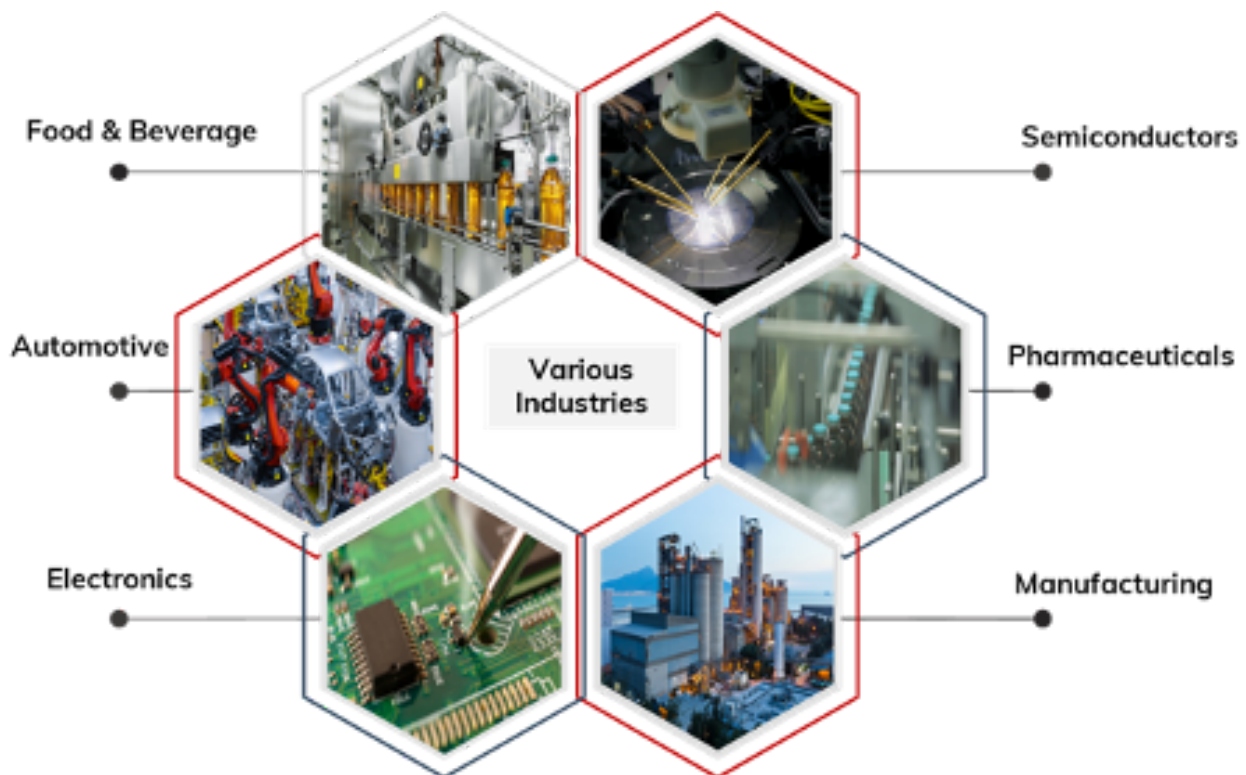 Food & Beverage
Semiconductors
Automotive
Various
Industries
Pharmaceuticals
Electronics
Manufacturing